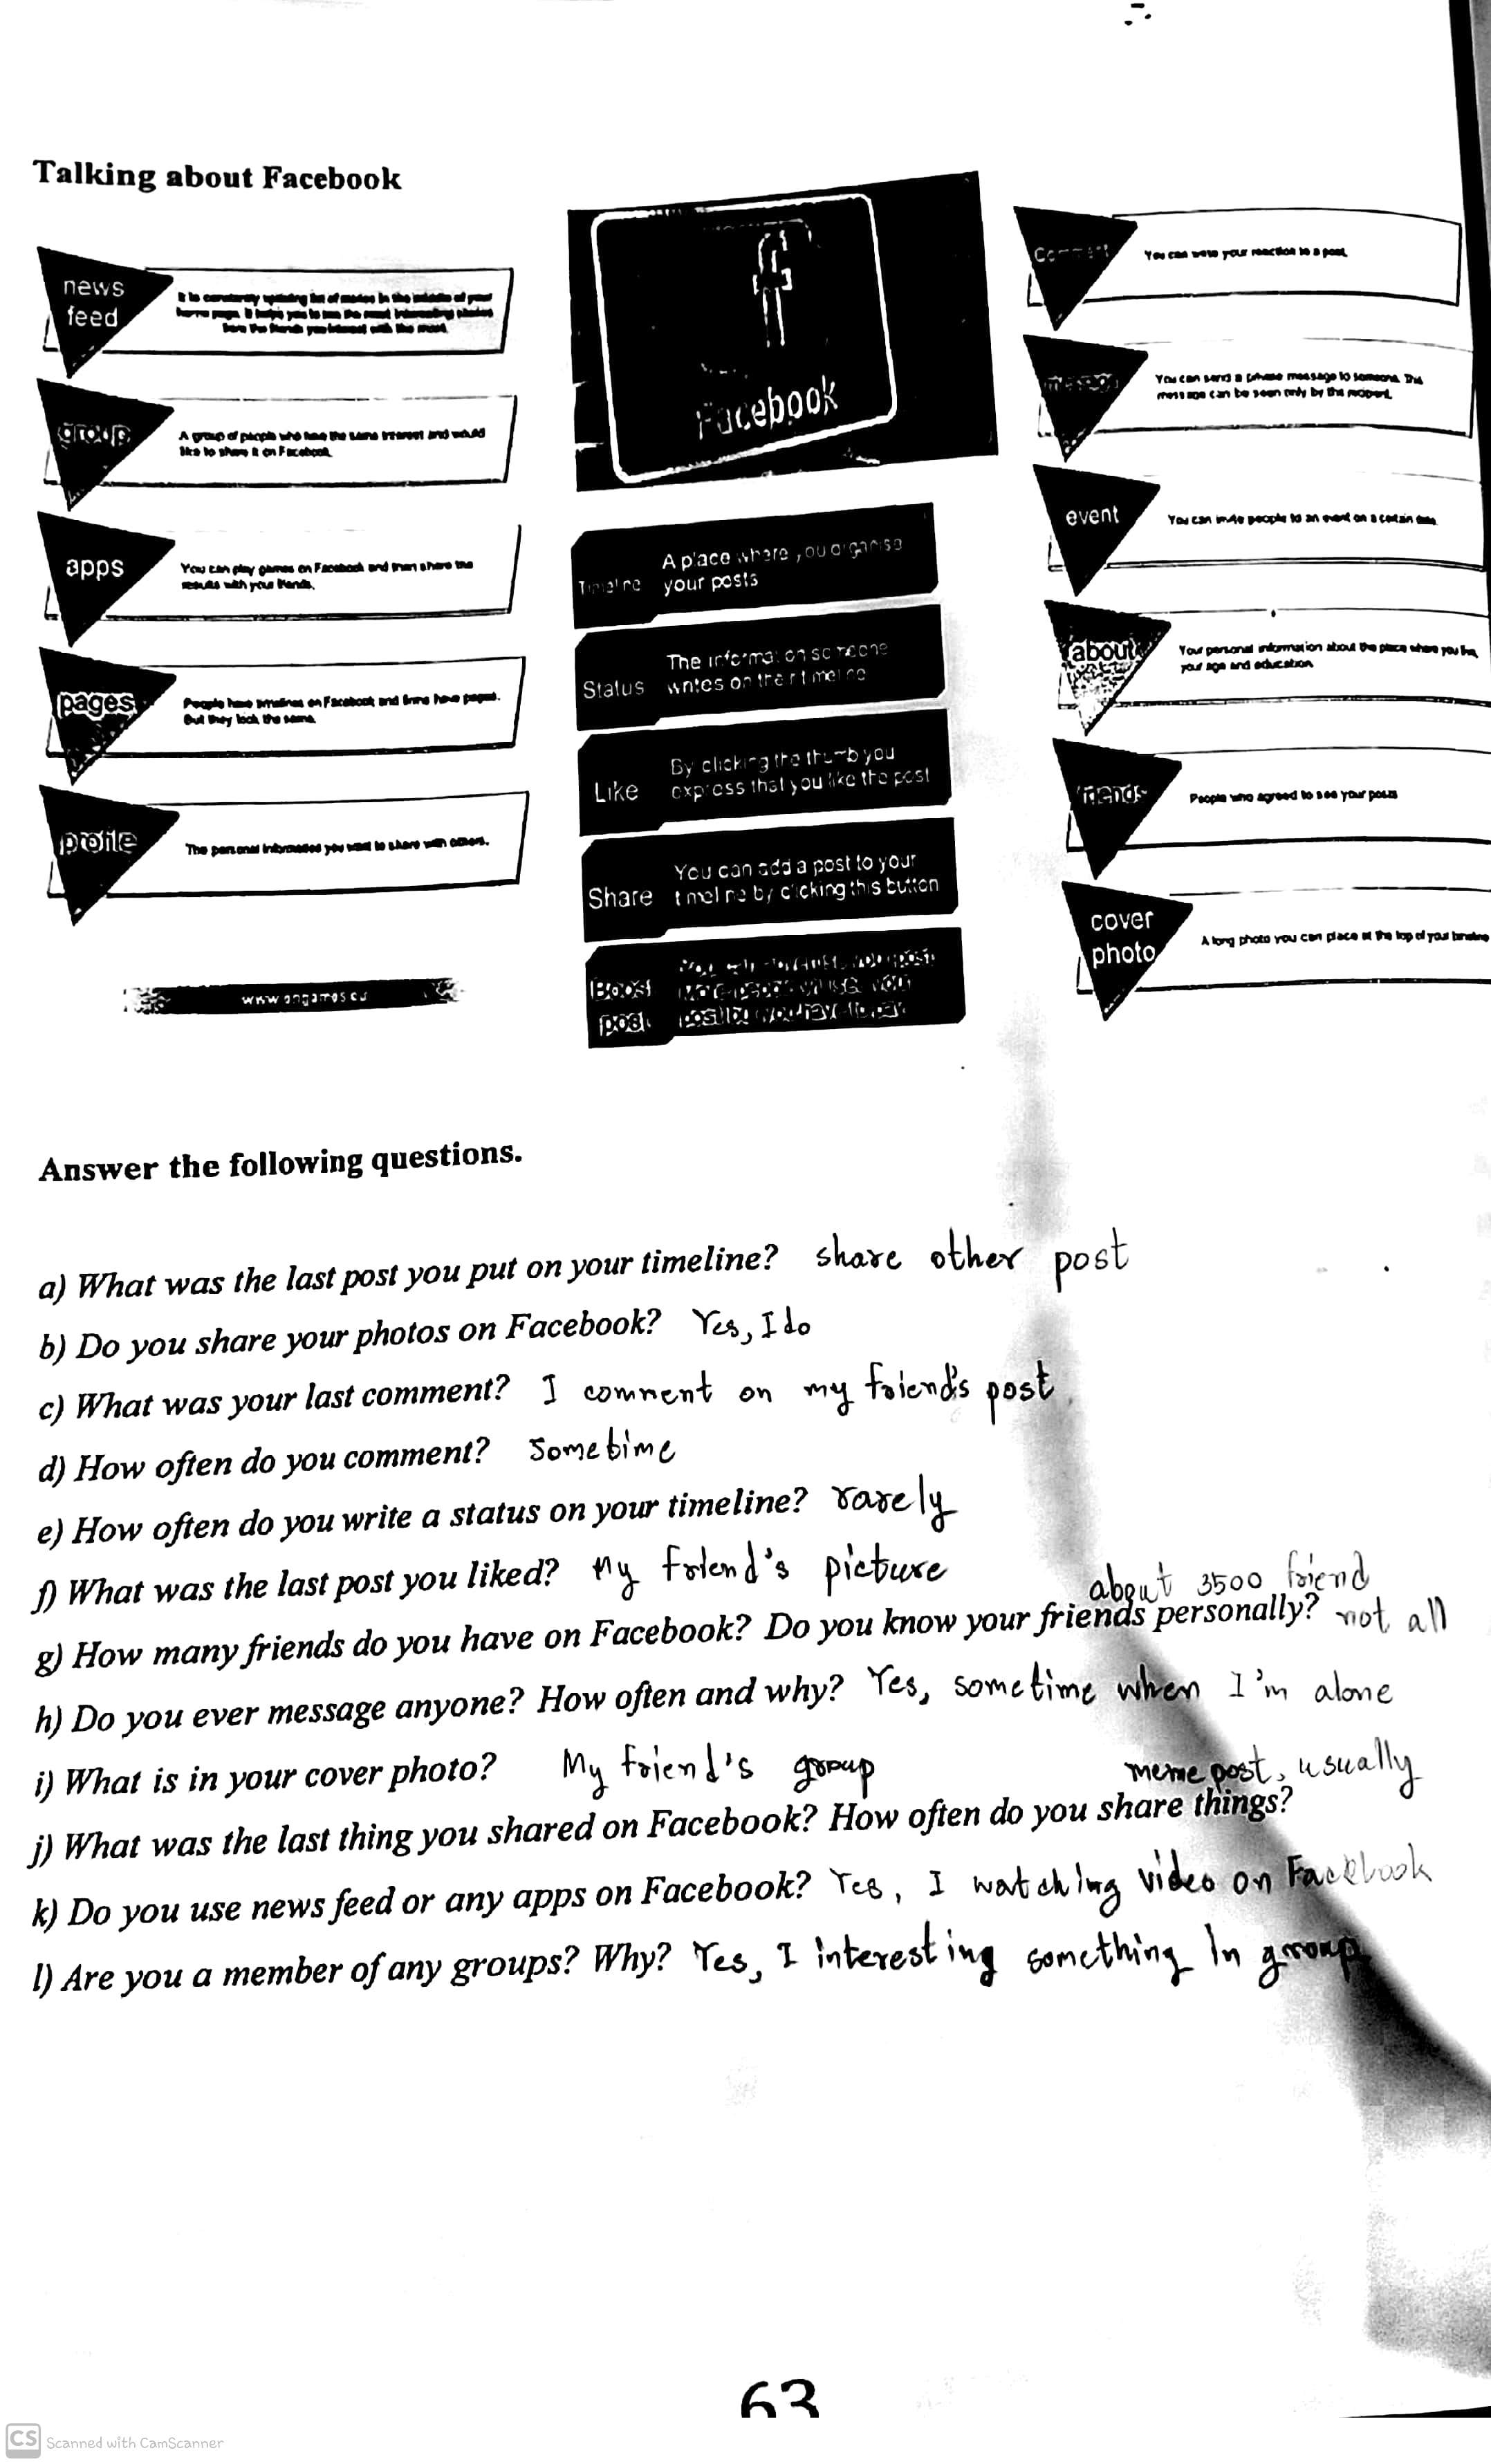 Talking about Facebook
news
feed
It is constantly updating list of stories in the middle of your
home page. It helps you to see the most interesting stories
from the friends you interact with the most.
group
A group of people who have the same interest and would
like to share it on Facebook.
apps
You can play games on Facebook and then share the
results with your friends.
pages
People have timelines on Facebook and firms have pages.
But they look the same.
profile
The personal information you want to share with others.
Facebook
Timeline
A place where you organise
your posts
Status
The information someone
writes on their timeline
Like
By clicking the thumb you
express that you like the post
Share
You can add a post to your
timeline by clicking this button
Boost
post
you post
More people will see your
post but you have to pay
Comment
You can write your reaction to a post.
message
You can send a private message to someone. This
message can be seen only by the recipient.
event
You can invite people to an event on a certain date.
about
Your personal information about the place where you live,
your age and education.
friends
People who agreed to see your posts
cover
photo
A long photo you can place at the top of your timeline
Answer the following questions.
a) What was the last post you put on your timeline? share other post
b) Do you share your photos on Facebook? Yes, I do
c) What was your last comment? I comment on my friend's post
d) How often do you comment? Sometime
e) How often do you write a status on your timeline? rarely
f) What was the last post you liked? My friend's picture
about 3500 friend
g) How many friends do you have on Facebook? Do you know your friends personally? not all
h) Do you ever message anyone? How often and why? Yes, sometime when I'm alone
i) What is in your cover photo? My friend's group
meme post, usually
j) What was the last thing you shared on Facebook? How often do you share things?
k) Do you use news feed or any apps on Facebook? Yes, I watching video on Facebook
l) Are you a member of any groups? Why? Yes, I interesting something In group
63
CS Scanned with CamScanner